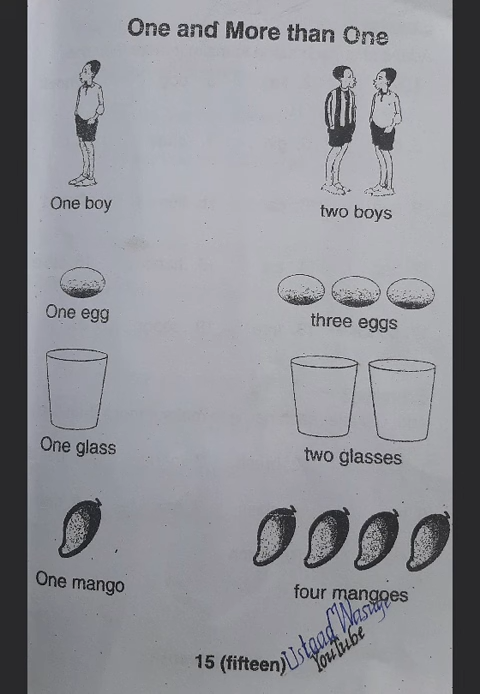 One and More than One
One boy
two boys
One egg
three eggs
One glass
two glasses
One mango
four mangoes
15 (fifteen)
Ustaad Wasuge
YouTube